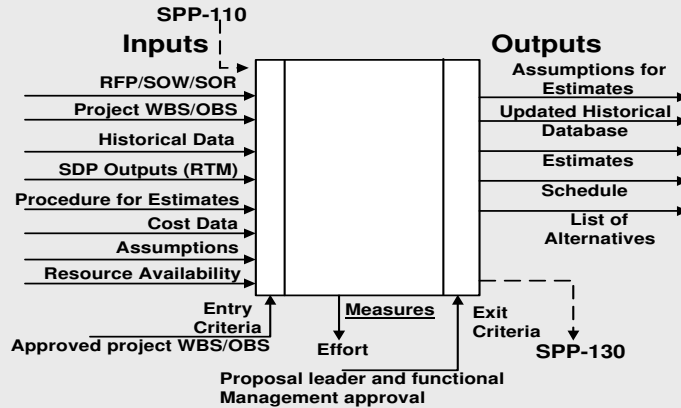 SPP-110
Inputs
Outputs
RFP/SOW/SOR
Project WBS/OBS
Historical Data
SDP Outputs (RTM)
Procedure for Estimates
Cost Data
Assumptions
Resource Availability
Assumptions for
Estimates
Updated Historical
Database
Estimates
Schedule
List of
Alternatives
Entry
Criteria
Approved project WBS/OBS
Measures
Effort
Exit
Criteria
SPP-130
Proposal leader and functional
Management approval